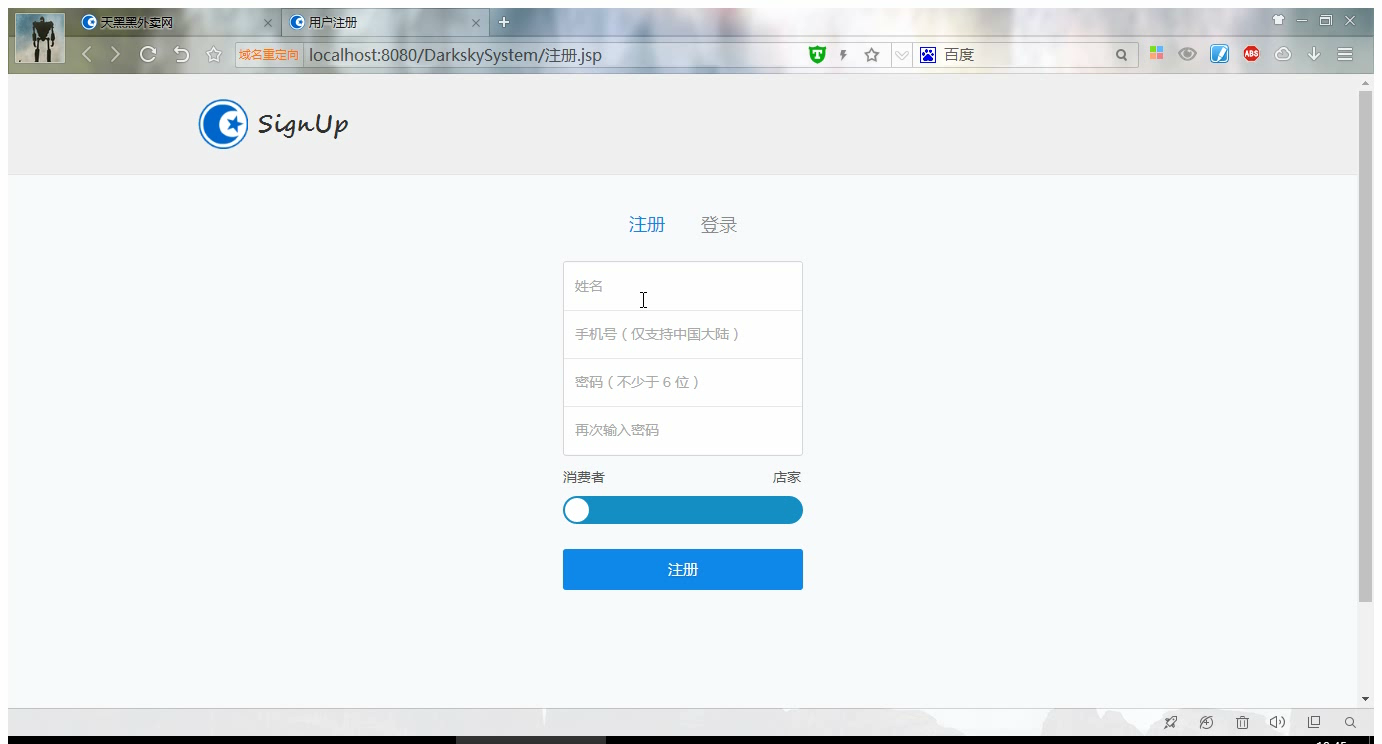 天黑黑外卖网
用户注册
域名重定向 localhost:8080/DarkskySystem/注册.jsp
百度
ABS
SignUp
注册 登录
姓名
手机号（仅支持中国大陆）
密码（不少于 6 位）
再次输入密码
消费者 店家
注册